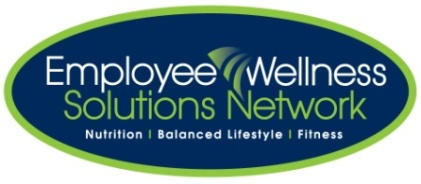 Employee Wellness
Solutions Network
Nutrition | Balanced Lifestyle | Fitness